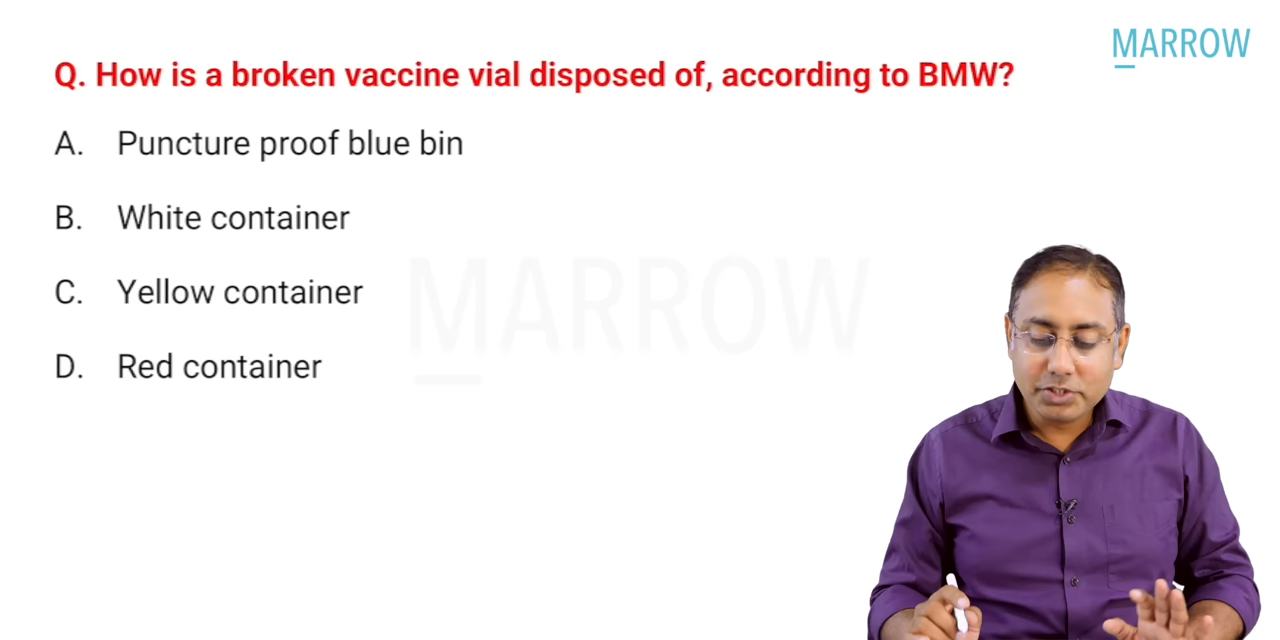 MARROW
Q. How is a broken vaccine vial disposed of, according to BMW?
A. Puncture proof blue bin
B. White container
C. Yellow container
D. Red container
MARROW